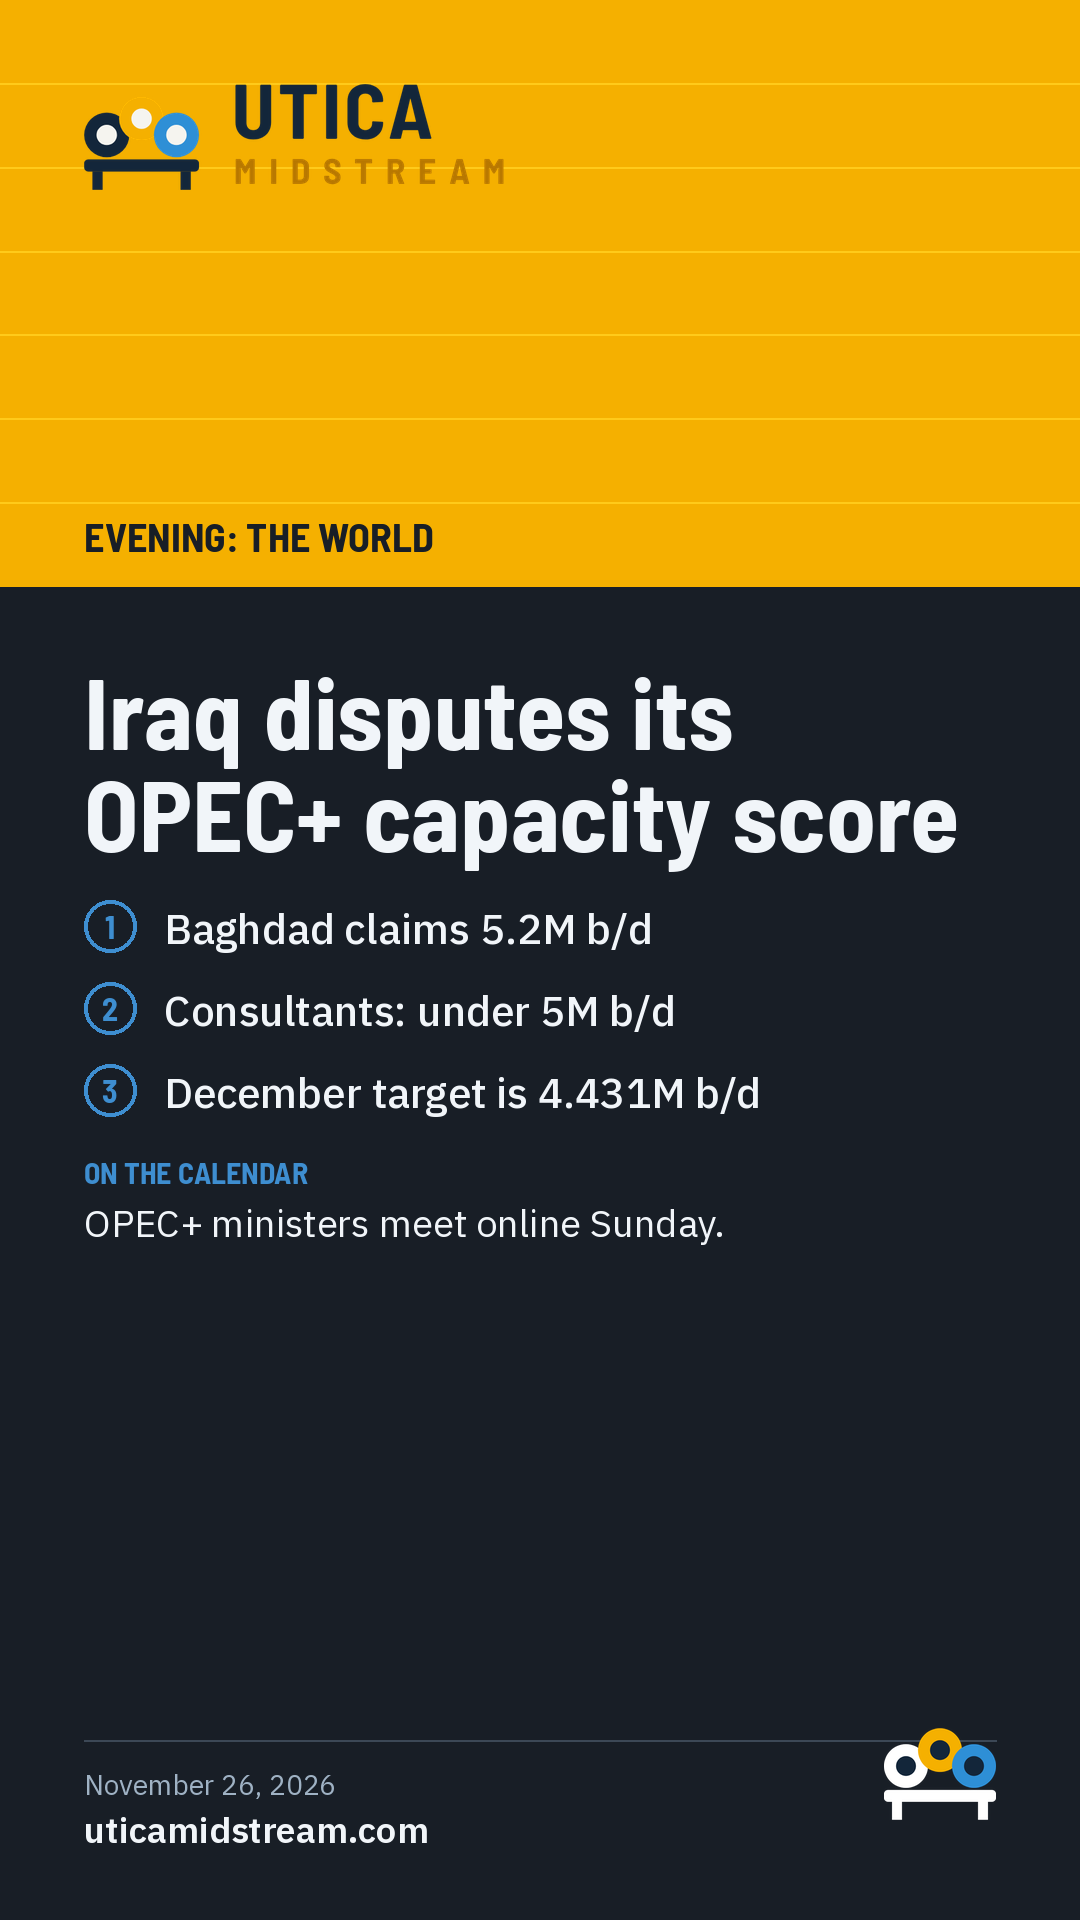 UTICA
MIDSTREAM
EVENING: THE WORLD
Iraq disputes its
OPEC+ capacity score
1 Baghdad claims 5.2M b/d
2 Consultants: under 5M b/d
3 December target is 4.431M b/d
ON THE CALENDAR
OPEC+ ministers meet online Sunday.
November 26, 2026
uticamidstream.com